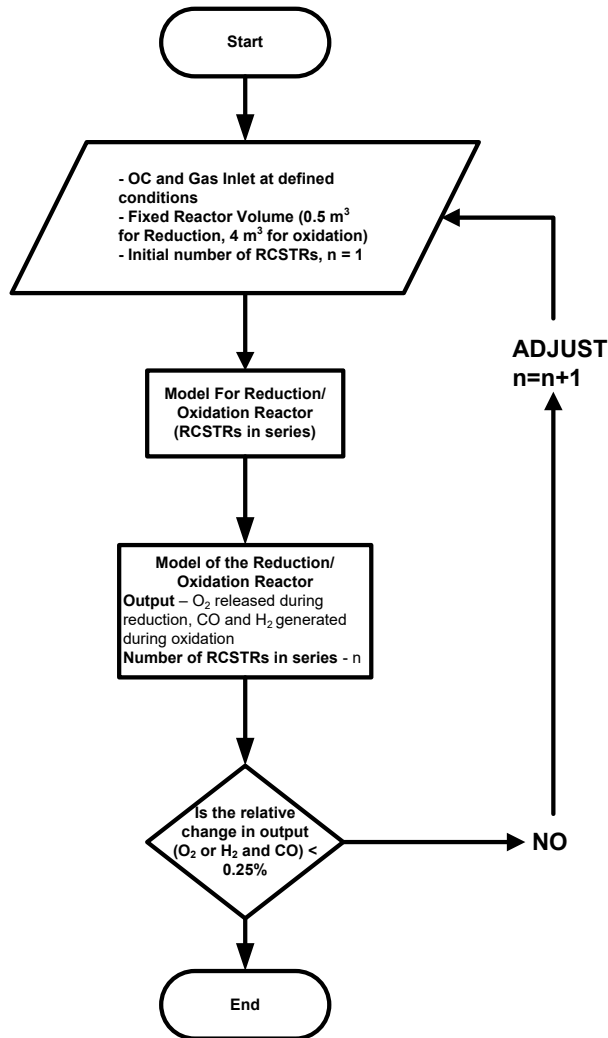 Start
- OC and Gas Inlet at defined
conditions
- Fixed Reactor Volume (0.5 m³
for Reduction, 4 m³ for oxidation)
- Initial number of RCSTRs, n = 1
ADJUST
n=n+1
Model For Reduction/
Oxidation Reactor
(RCSTRs in series)
Model of the Reduction/
Oxidation Reactor
Output – O₂ released during
reduction, CO and H₂ generated
during oxidation
Number of RCSTRs in series - n
Is the relative
change in output
(O₂ or H₂ and CO) <
0.25%
NO
End